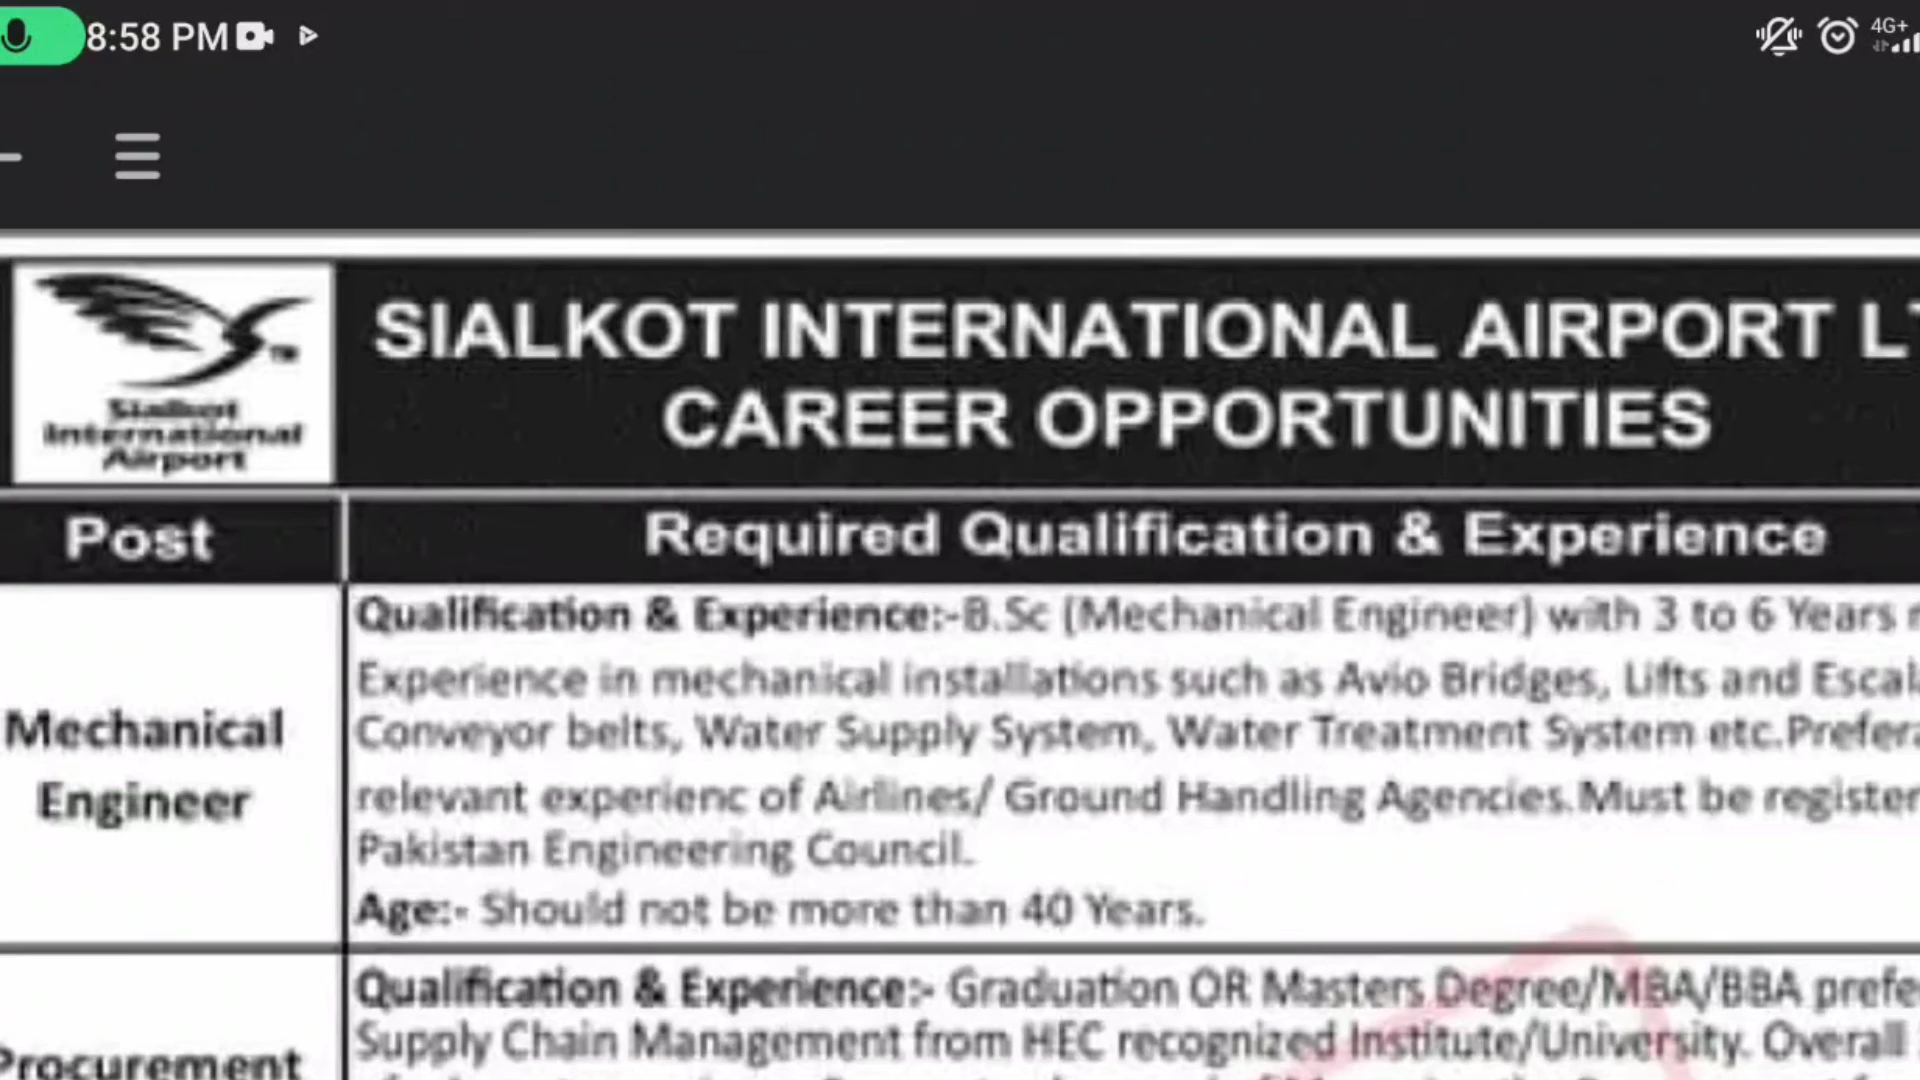 8:58 PM
4G+
SIALKOT INTERNATIONAL AIRPORT
CAREER OPPORTUNITIES
Sialkot
International
Airport
Post
Required Qualification & Experience
Mechanical
Engineer
Qualification & Experience:-B.Sc (Mechanical Engineer) with 3 to 6 Years
Experience in mechanical installations such as Avio Bridges, Lifts and
Conveyor belts, Water Supply System, Water Treatment System etc.
relevant experienc of Airlines/ Ground Handling Agencies.Must be
Pakistan Engineering Council.
Age:- Should not be more than 40 Years.
Procurement
Qualification & Experience:- Graduation OR Masters Degree/MBA/BBA
Supply Chain Management from HEC recognized Institute/University. Overall